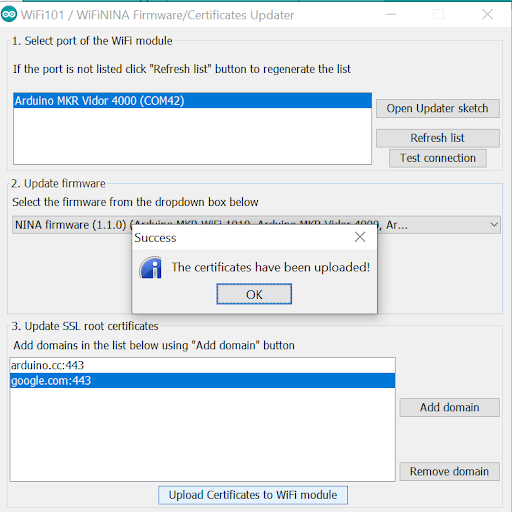 WiFi101 / WiFiNINA Firmware/Certificates Updater
1. Select port of the WiFi module
If the port is not listed click "Refresh list" button to regenerate the list
Arduino MKR Vidor 4000 (COM42)
Open Updater sketch
Refresh list
Test connection
2. Update firmware
Select the firmware from the dropdown box below
NINA firmware (1.1.0) (Arduino MKR WiFi 1010, Arduino MKR Vidor 4000, Ar...
Success
The certificates have been uploaded!
OK
3. Update SSL root certificates
Add domains in the list below using "Add domain" button
arduino.cc:443
google.com:443
Add domain
Remove domain
Upload Certificates to WiFi module